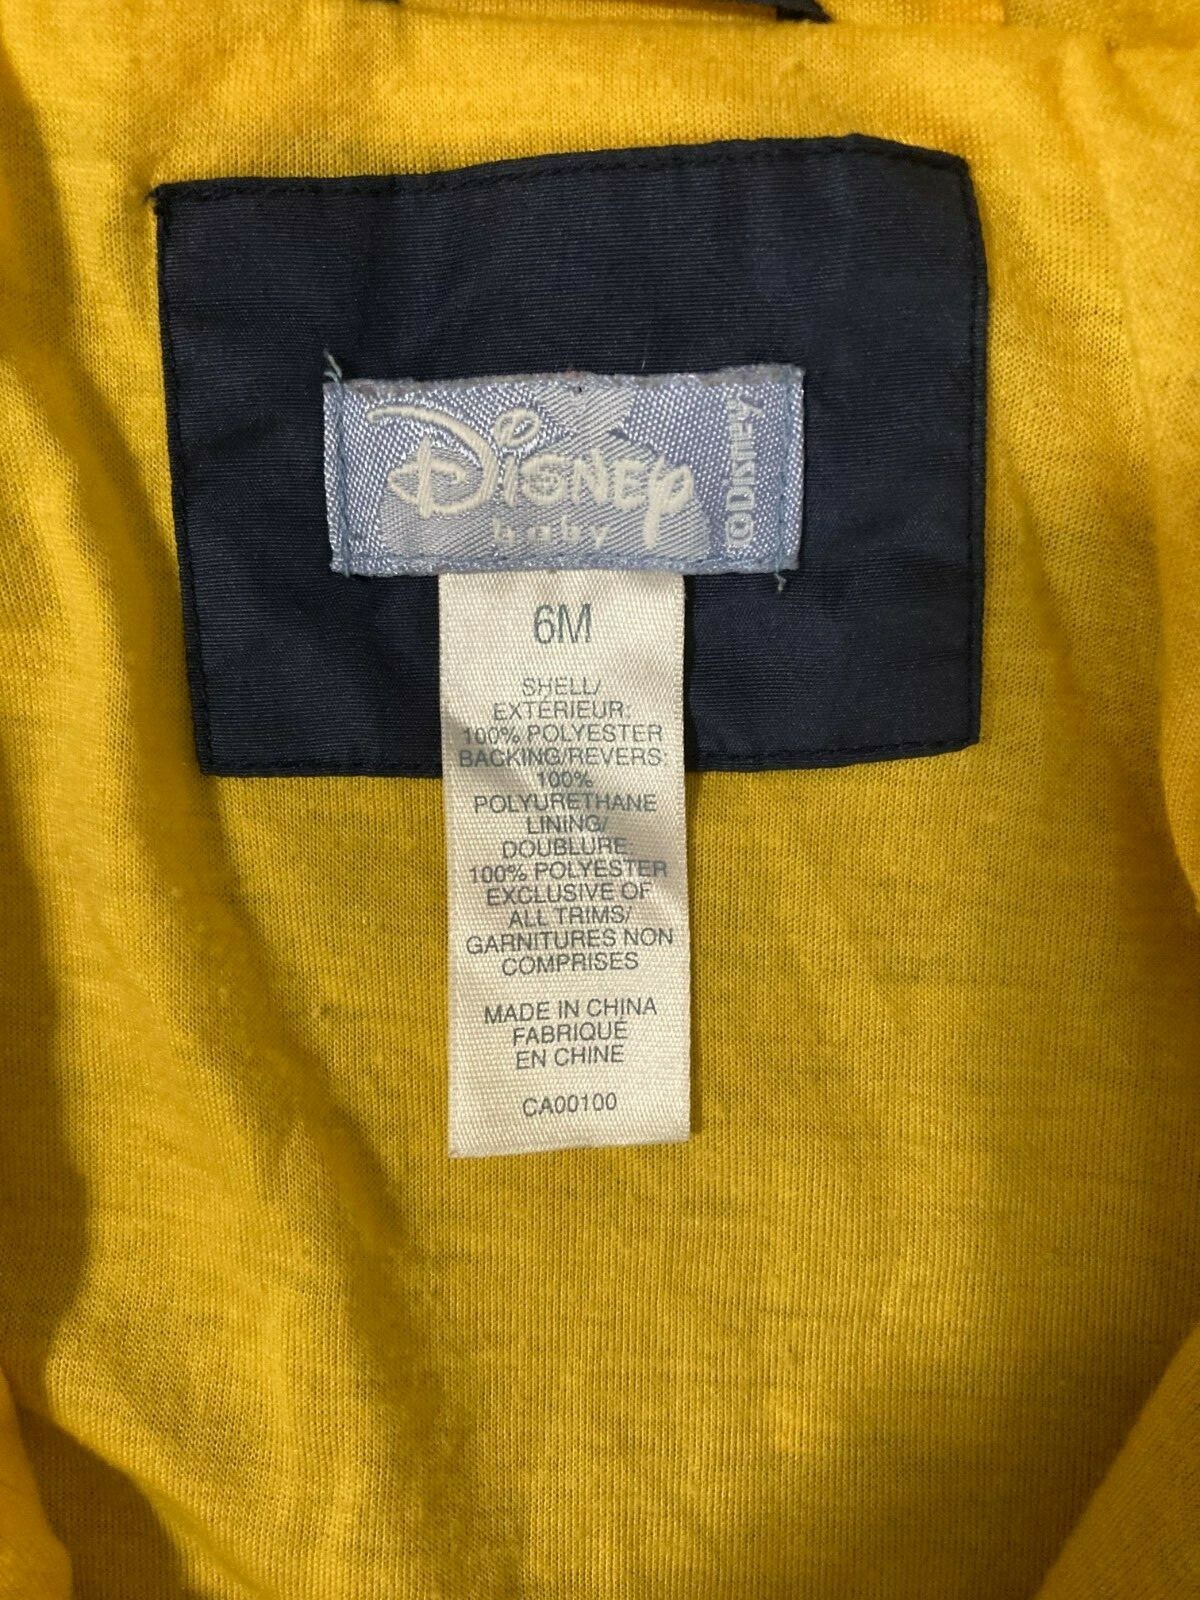 Disney
baby
©Disney
6M
SHELL/
EXTERIEUR:
100% POLYESTER
BACKING/REVERS
100%
POLYURETHANE
LINING/
DOUBLURE:
100% POLYESTER
EXCLUSIVE OF
ALL TRIMS/
GARNITURES NON
COMPRISES
MADE IN CHINA
FABRIQUÉ
EN CHINE
CA00100